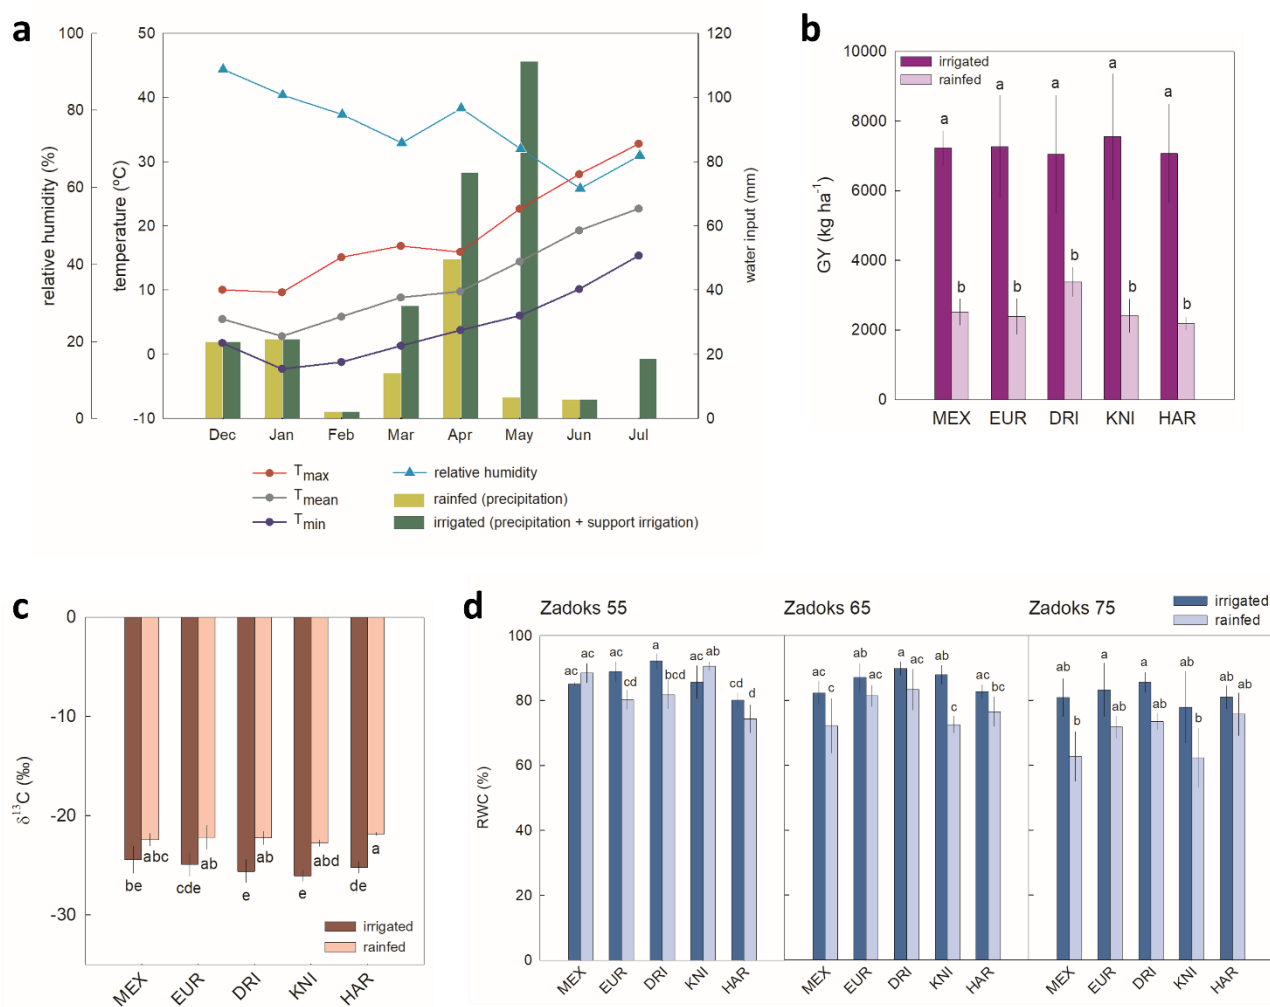 a
100
80
60
40
20
0
relative humidity (%)
50
40
30
20
10
0
-10
temperature (ºC)
120
100
80
60
40
20
0
water input (mm)
Dec Jan Feb Mar Apr May Jun Jul
Tmax
Tmean
Tmin
relative humidity
rainfed (precipitation)
irrigated (precipitation + support irrigation)
b
10000
8000
6000
4000
2000
0
GY (kg ha-1)
irrigated
rainfed
a a a a a
b b b b b
MEX EUR DRI KNI HAR
c
0
-10
-20
-30
δ13C (‰)
abc ab ab abd a
be cde e e de
irrigated
rainfed
MEX EUR DRI KNI HAR
d
Zadoks 55 Zadoks 65 Zadoks 75
irrigated
rainfed
100
80
60
40
20
0
RWC (%)
ac ac ac cd a bcd ac ab cd d
ac c ab ac a ac ab c ac bc
ab b a ab a ab ab b ab ab
MEX EUR DRI KNI HAR MEX EUR DRI KNI HAR MEX EUR DRI KNI HAR